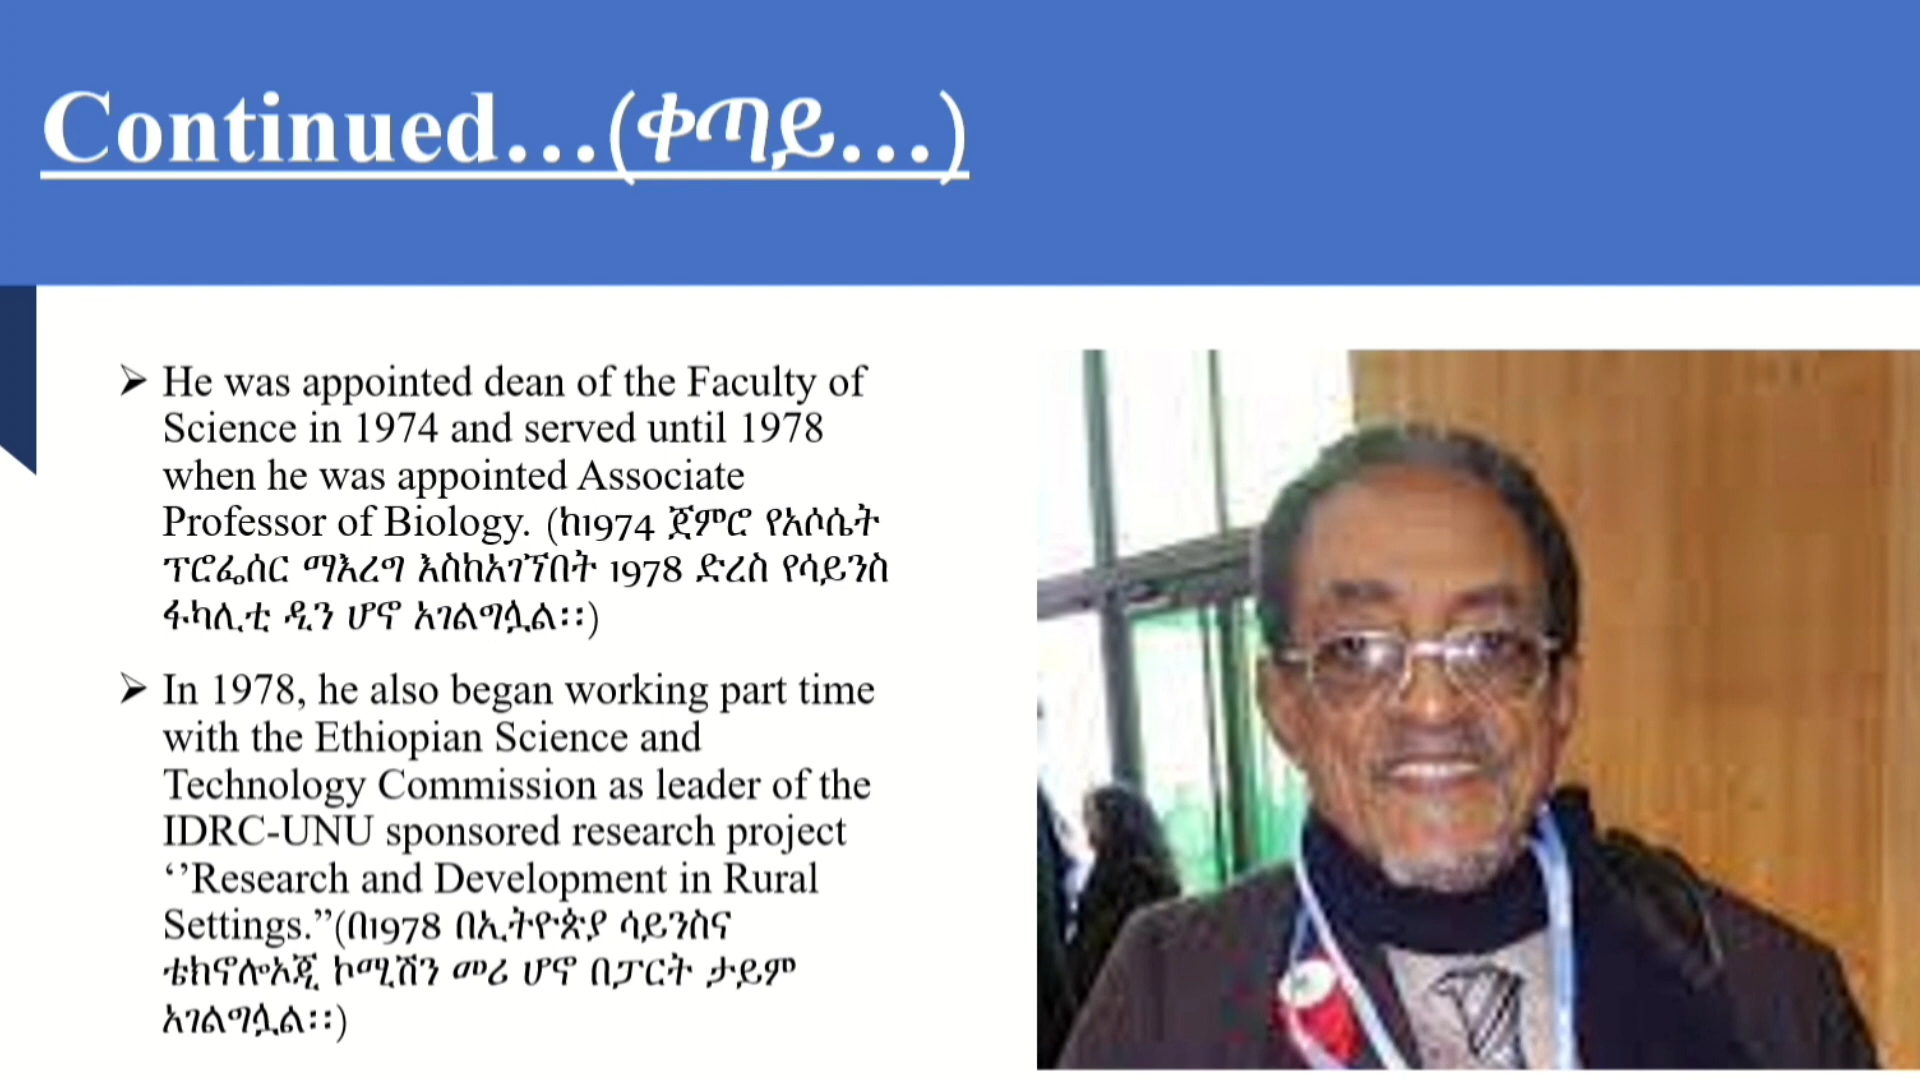 Continued…(ቀጣይ…)
➢ He was appointed dean of the Faculty of
Science in 1974 and served until 1978
when he was appointed Associate
Professor of Biology. (ከ1974 ጀምሮ የአሶሴት
ፕሮፌሰር ማእረግ እስከአገኘበት 1978 ድረስ የሳይንስ
ፋካሊቲ ዲን ሆኖ አገልግሏል፡፡)
➢ In 1978, he also began working part time
with the Ethiopian Science and
Technology Commission as leader of the
IDRC-UNU sponsored research project
‘’Research and Development in Rural
Settings.”(በ1978 በኢትዮጵያ ሳይንስና
ቴክኖሎአጂ ኮሚሽን መሪ ሆኖ በፓርት ታይም
አገልግሏል፡፡)